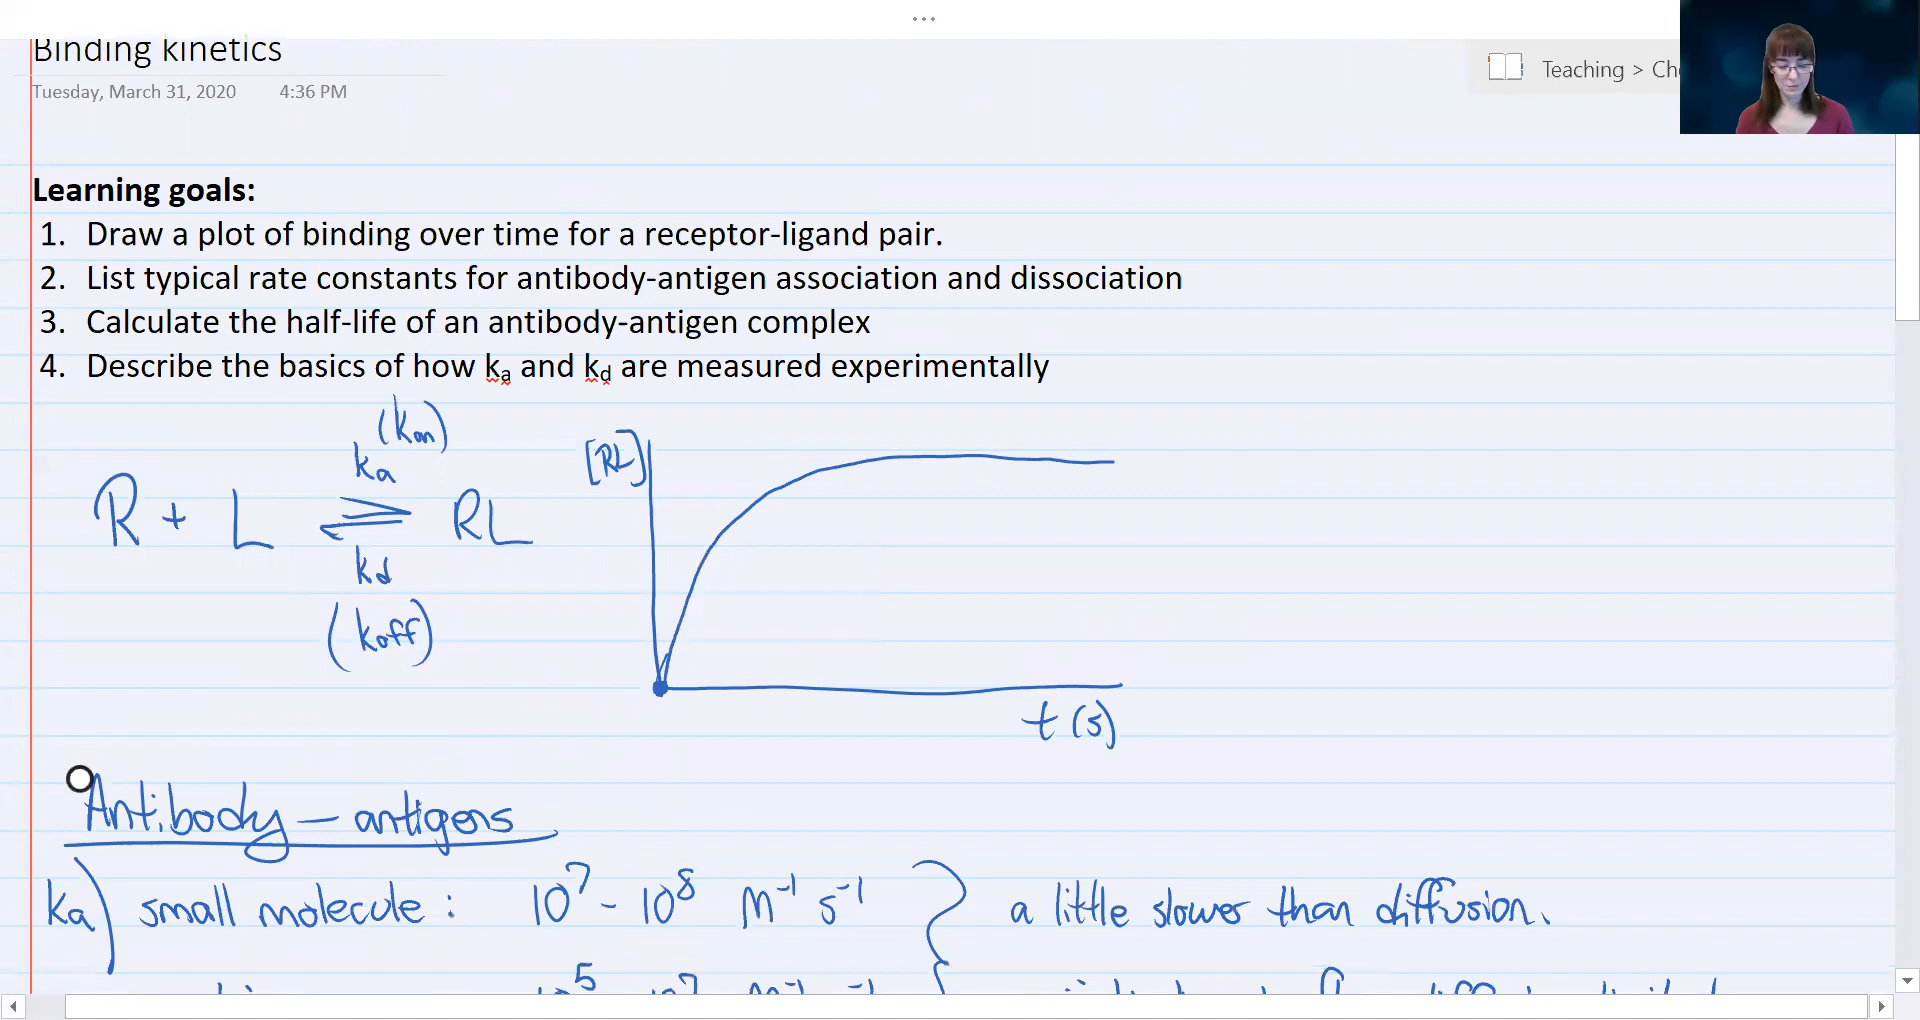 ...
Binding kinetics
Tuesday, March 31, 2020 4:36 PM
Teaching >
Learning goals:
1. Draw a plot of binding over time for a receptor-ligand pair.
2. List typical rate constants for antibody-antigen association and dissociation
3. Calculate the half-life of an antibody-antigen complex
4. Describe the basics of how ka and kd are measured experimentally
(kon)
ka
R + L ⇌ RL
kd
(koff)
[RL]
t (s)
Antibody – antigens
ka) small molecule: 10⁷ - 10⁸ M⁻¹ s⁻¹ } a little slower than diffusion.